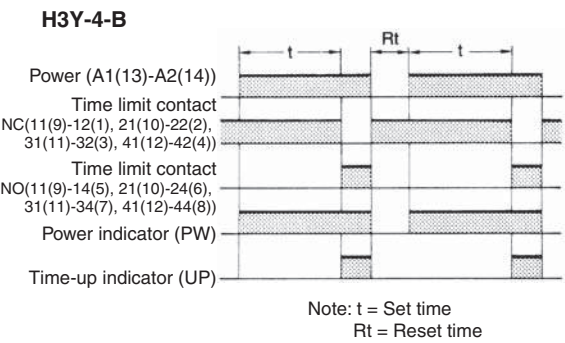 H3Y-4-B
t
Rt
t
Power (A1(13)-A2(14))
Time limit contact
NC(11(9)-12(1), 21(10)-22(2),
31(11)-32(3), 41(12)-42(4))
Time limit contact
NO(11(9)-14(5), 21(10)-24(6),
31(11)-34(7), 41(12)-44(8))
Power indicator (PW)
Time-up indicator (UP)
Note: t = Set time
Rt = Reset time